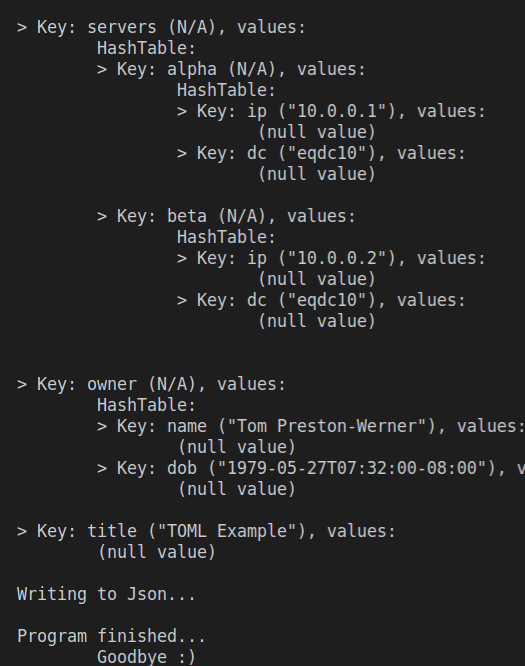 > Key: servers (N/A), values:
HashTable:
> Key: alpha (N/A), values:
HashTable:
> Key: ip ("10.0.0.1"), values:
(null value)
> Key: dc ("eqdc10"), values:
(null value)
> Key: beta (N/A), values:
HashTable:
> Key: ip ("10.0.0.2"), values:
(null value)
> Key: dc ("eqdc10"), values:
(null value)
> Key: owner (N/A), values:
HashTable:
> Key: name ("Tom Preston-Werner"), values:
(null value)
> Key: dob ("1979-05-27T07:32:00-08:00"), v
(null value)
> Key: title ("TOML Example"), values:
(null value)
Writing to Json...
Program finished...
Goodbye :)